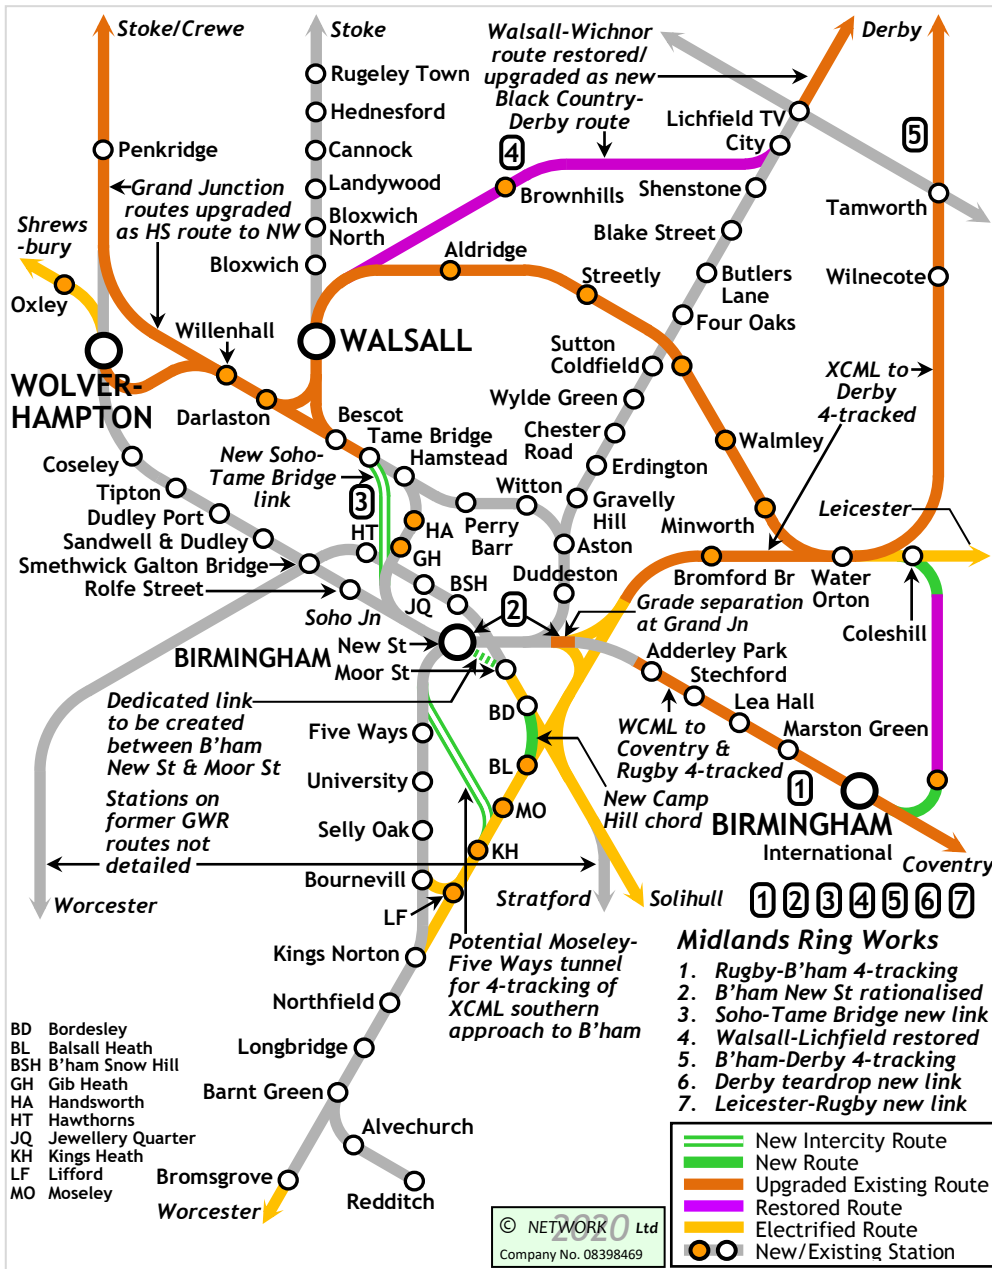 Stoke/Crewe
Stoke
Walsall-Wichnor
route restored/
upgraded as new
Black Country-
Derby route
Derby
Rugeley Town
Hednesford
Cannock
Landywood
Bloxwich
North
Bloxwich
Penkridge
Grand Junction
routes upgraded
as HS route to NW
Shrews
-bury
Oxley
4
5
Lichfield TV
City
Brownhills
Shenstone
Tamworth
Blake Street
Aldridge
Streetly
Butlers
Lane
Wilnecote
Four Oaks
Willenhall
WALSALL
WOLVER-
HAMPTON
Darlaston
Sutton
Coldfield
XCML to
Derby
4-tracked
Wylde Green
Bescot
Tame Bridge
Hamstead
Chester
Road
Walmley
Coseley
New Soho-
Tame Bridge
link
Erdington
Tipton
3
Witton
Gravelly
Hill
Minworth
Leicester
Dudley Port
HT
HA
Perry
Barr
Sandwell & Dudley
GH
Aston
Smethwick Galton Bridge
Rolfe Street
JQ
BSH
Duddeston
Bromford Br
Water
Orton
Soho Jn
2
Grade separation
at Grand Jn
Coleshill
New St
BIRMINGHAM
Moor St
Adderley Park
Stechford
Lea Hall
Marston Green
Dedicated link
to be created
between B'ham
New St & Moor St
Five Ways
BD
WCML to
Coventry &
Rugby 4-tracked
BL
University
Stations on
former GWR
routes not
detailed
MO
New Camp
Hill chord
1
BIRMINGHAM
International
Selly Oak
KH
Coventry
Bournevill
Worcester
LF
Stratford
Solihull
1 2 3 4 5 6 7
Kings Norton
Potential Moseley-
Five Ways tunnel
for 4-tracking of
XCML southern
approach to B'ham
Midlands Ring Works
1. Rugby-B'ham 4-tracking
2. B'ham New St rationalised
3. Soho-Tame Bridge new link
4. Walsall-Lichfield restored
5. B'ham-Derby 4-tracking
6. Derby teardrop new link
7. Leicester-Rugby new link
Northfield
Longbridge
Barnt Green
Alvechurch
Bromsgrove
Redditch
Worcester
BD Bordesley
BL Balsall Heath
BSH B'ham Snow Hill
GH Gib Heath
HA Handsworth
HT Hawthorns
JQ Jewellery Quarter
KH Kings Heath
LF Lifford
MO Moseley
New Intercity Route
New Route
Upgraded Existing Route
Restored Route
Electrified Route
New/Existing Station
© NETWORK 2020 Ltd
Company No. 08398469